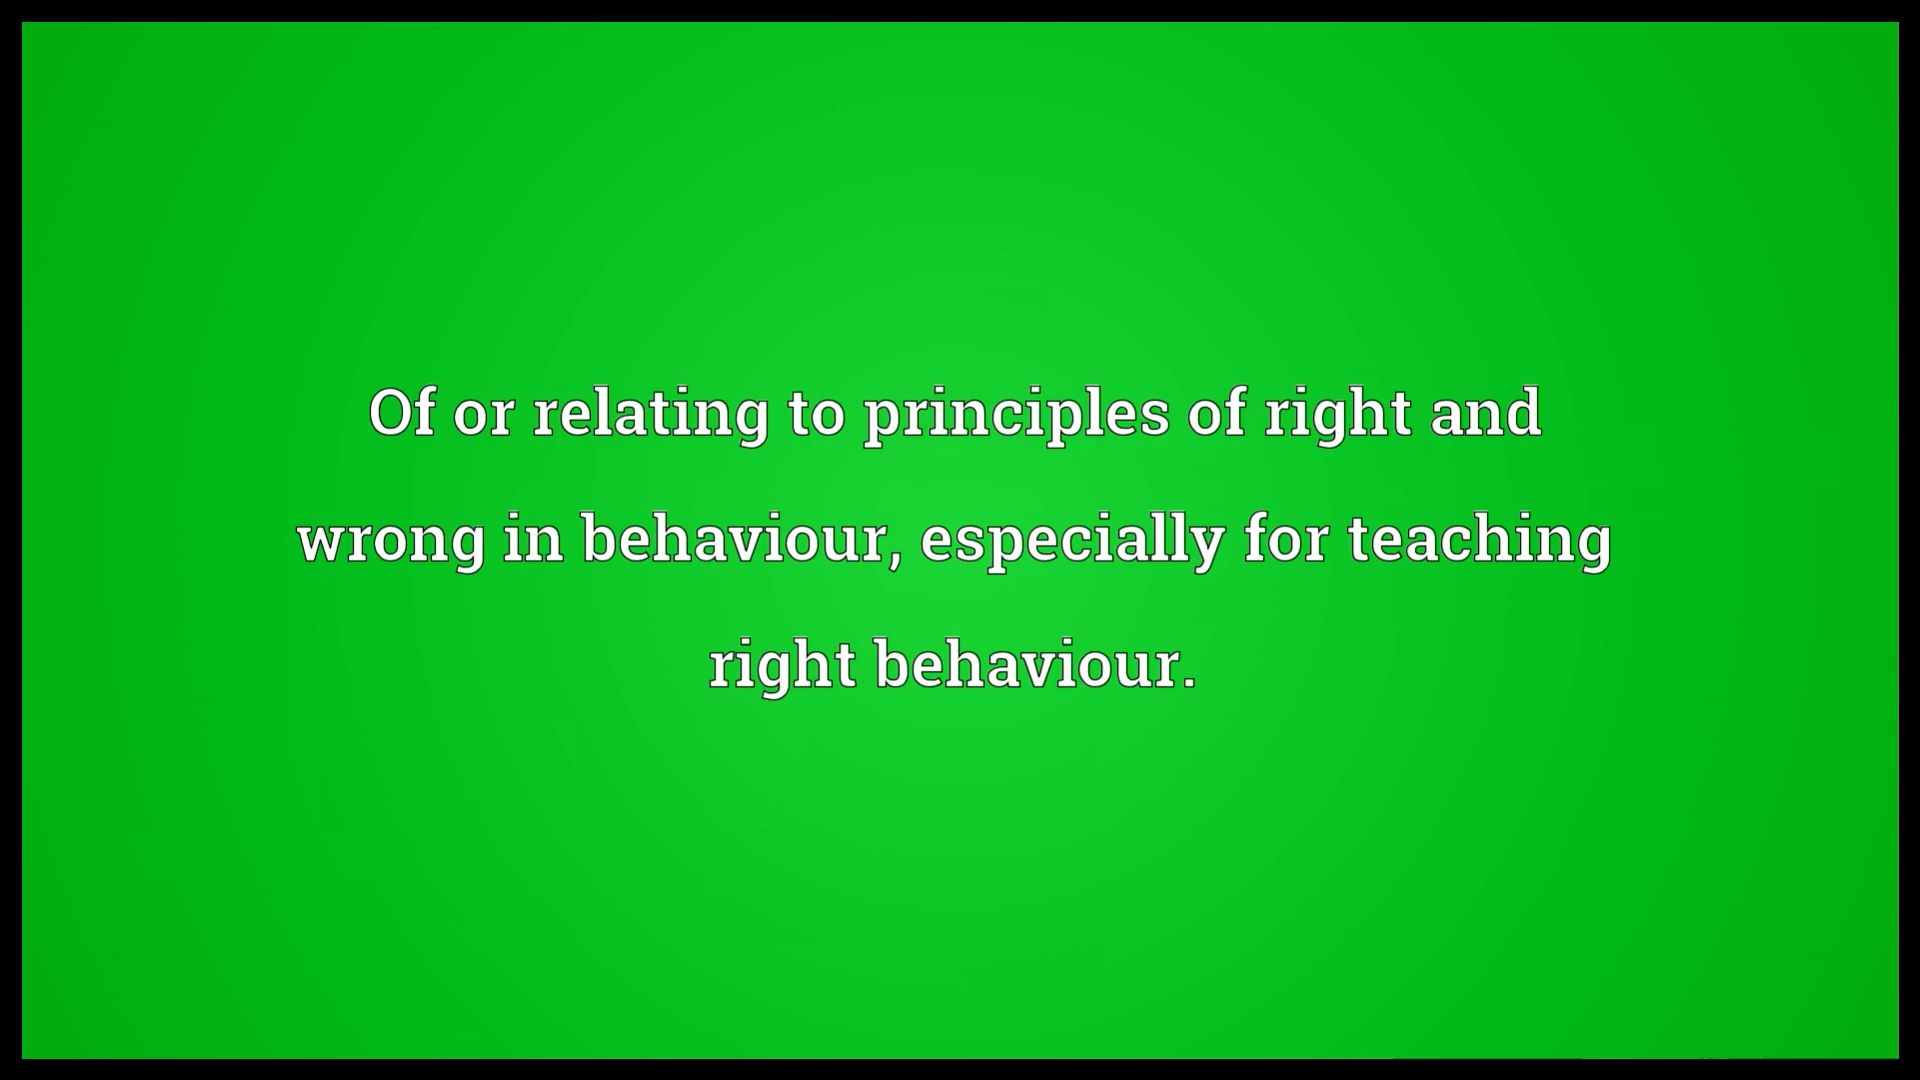 Of or relating to principles of right and
wrong in behaviour, especially for teaching
right behaviour.